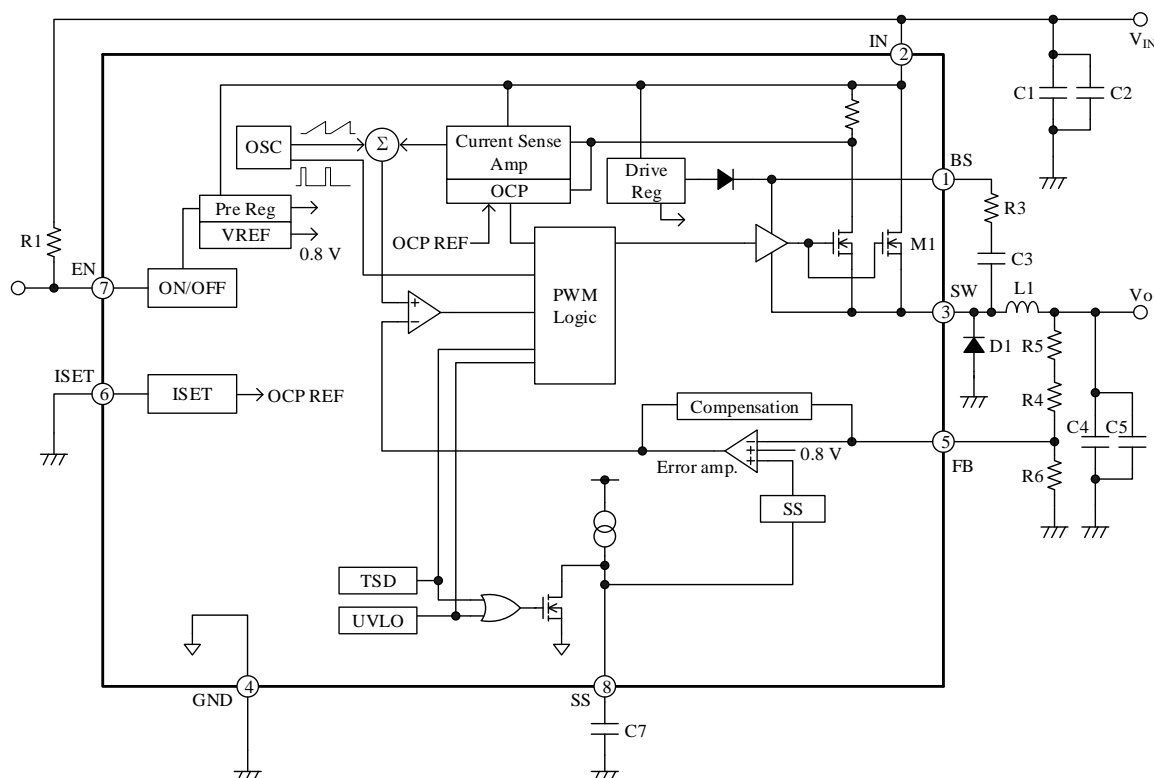 IN
2
V_IN
C1
C2
OSC
Σ
Current Sense
Amp
OCP
Drive
Reg
BS
1
R3
R1
Pre Reg
VREF
0.8 V
OCP REF
M1
C3
EN
7
ON/OFF
PWM
Logic
+
−
SW
3
L1
Vo
D1
R5
ISET
6
ISET
OCP REF
Compensation
R4
C4
C5
5
FB
−
+
+
0.8 V
Error amp.
R6
SS
TSD
UVLO
GND
4
SS
8
C7